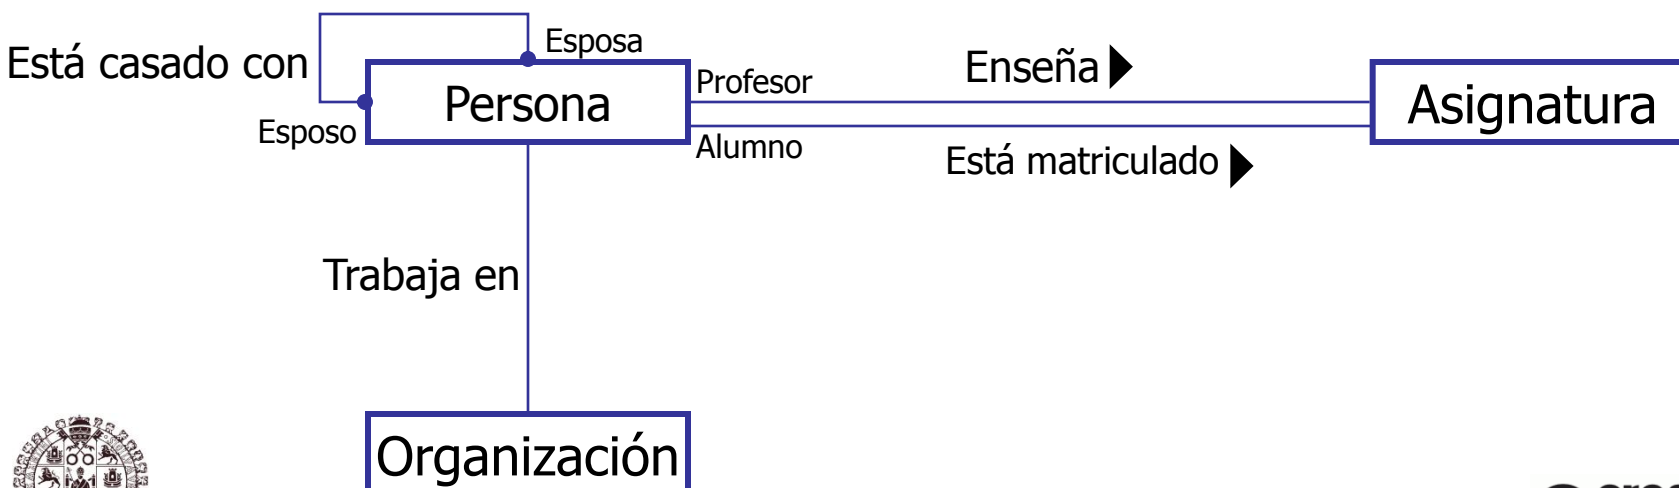 Esposa
Está casado con
Persona
Esposo
Profesor
Enseña
Alumno
Está matriculado
Asignatura
Trabaja en
Organización